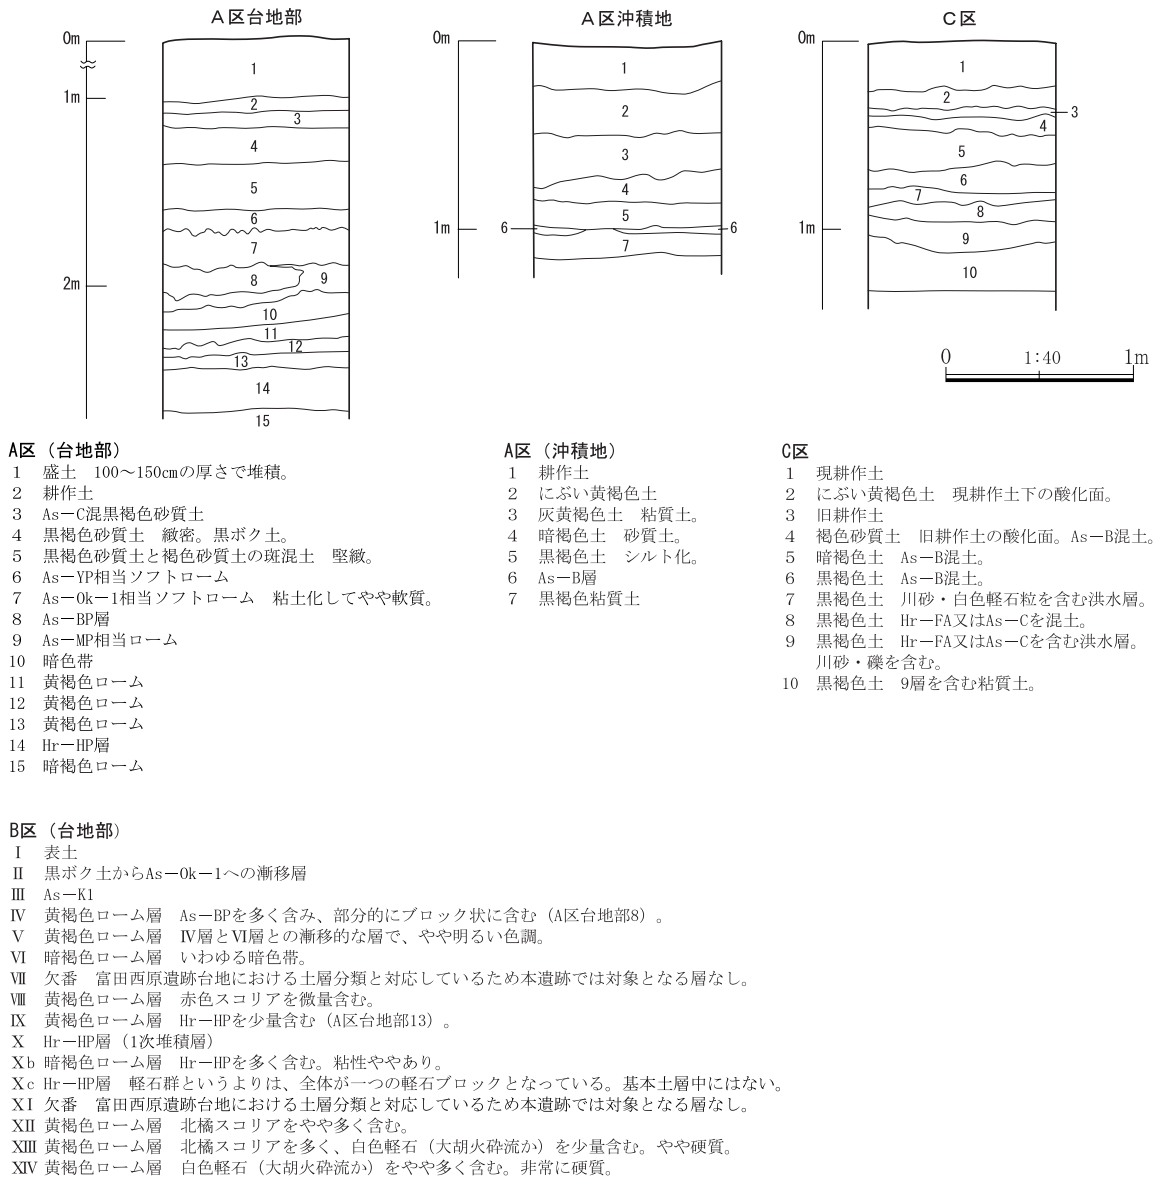 A区台地部
0m
1m
2m
1
2
3
4
5
6
7
8
9
10
11
12
13
14
15
A区沖積地
0m
1m
1
2
3
4
5
6
6
7
C区
0m
1m
1
2
3
4
5
6
7
8
9
10
0 1:40 1m
A区(台地部)
1 盛土 100〜150㎝の厚さで堆積。
2 耕作土
3 As−C混黒褐色砂質土
4 黒褐色砂質土 緻密。黒ボク土。
5 黒褐色砂質土と褐色砂質土の斑混土 堅緻。
6 As−YP相当ソフトローム
7 As−Ok−1相当ソフトローム 粘土化してやや軟質。
8 As−BP層
9 As−MP相当ローム
10 暗色帯
11 黄褐色ローム
12 黄褐色ローム
13 黄褐色ローム
14 Hr−HP層
15 暗褐色ローム
A区(沖積地)
1 耕作土
2 にぶい黄褐色土
3 灰黄褐色土 粘質土。
4 暗褐色土 砂質土。
5 黒褐色土 シルト化。
6 As−B層
7 黒褐色粘質土
C区
1 現耕作土
2 にぶい黄褐色土 現耕作土下の酸化面。
3 旧耕作土
4 褐色砂質土 旧耕作土の酸化面。As−B混土。
5 暗褐色土 As−B混土。
6 黒褐色土 As−B混土。
7 黒褐色土 川砂・白色軽石粒を含む洪水層。
8 黒褐色土 Hr−FA又はAs−Cを混土。
9 黒褐色土 Hr−FA又はAs−Cを含む洪水層。
川砂・礫を含む。
10 黒褐色土 9層を含む粘質土。
B区(台地部)
Ⅰ 表土
Ⅱ 黒ボク土からAs−Ok−1への漸移層
Ⅲ As−K1
Ⅳ 黄褐色ローム層 As−BPを多く含み、部分的にブロック状に含む(A区台地部8)。
Ⅴ 黄褐色ローム層 Ⅳ層とⅥ層との漸移的な層で、やや明るい色調。
Ⅵ 暗褐色ローム層 いわゆる暗色帯。
Ⅶ 欠番 富田西原遺跡台地における土層分類と対応しているため本遺跡では対象となる層なし。
Ⅷ 黄褐色ローム層 赤色スコリアを微量含む。
Ⅸ 黄褐色ローム層 Hr−HPを少量含む(A区台地部13)。
Ⅹ Hr−HP層(1次堆積層)
Ⅹb 暗褐色ローム層 Hr−HPを多く含む。粘性ややあり。
Ⅹc Hr−HP層 軽石群というよりは、全体が一つの軽石ブロックとなっている。基本土層中にはない。
ⅩⅠ 欠番 富田西原遺跡台地における土層分類と対応しているため本遺跡では対象となる層なし。
ⅩⅡ 黄褐色ローム層 北橘スコリアをやや多く含む。
ⅩⅢ 黄褐色ローム層 北橘スコリアを多く、白色軽石(大胡火砕流か)を少量含む。やや硬質。
ⅩⅣ 黄褐色ローム層 白色軽石(大胡火砕流か)をやや多く含む。非常に硬質。